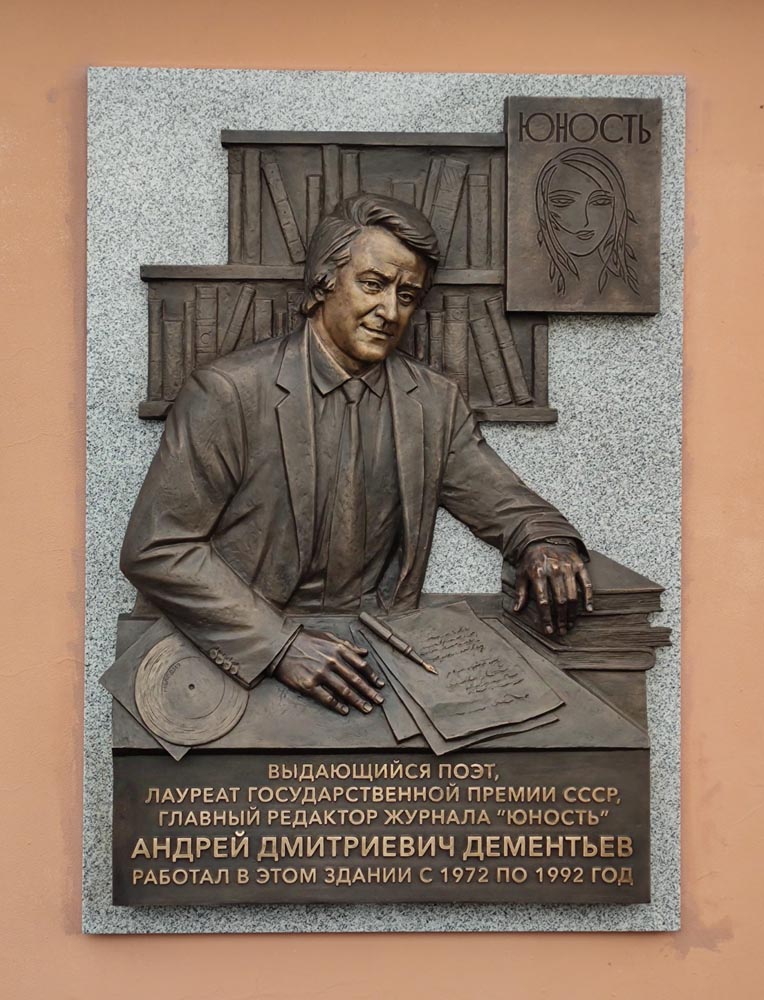 ЮНОСТЬ
ВЫДАЮЩИЙСЯ ПОЭТ,
ЛАУРЕАТ ГОСУДАРСТВЕННОЙ ПРЕМИИ СССР,
ГЛАВНЫЙ РЕДАКТОР ЖУРНАЛА "ЮНОСТЬ"
АНДРЕЙ ДМИТРИЕВИЧ ДЕМЕНТЬЕВ
РАБОТАЛ В ЭТОМ ЗДАНИИ С 1972 ПО 1992 ГОД